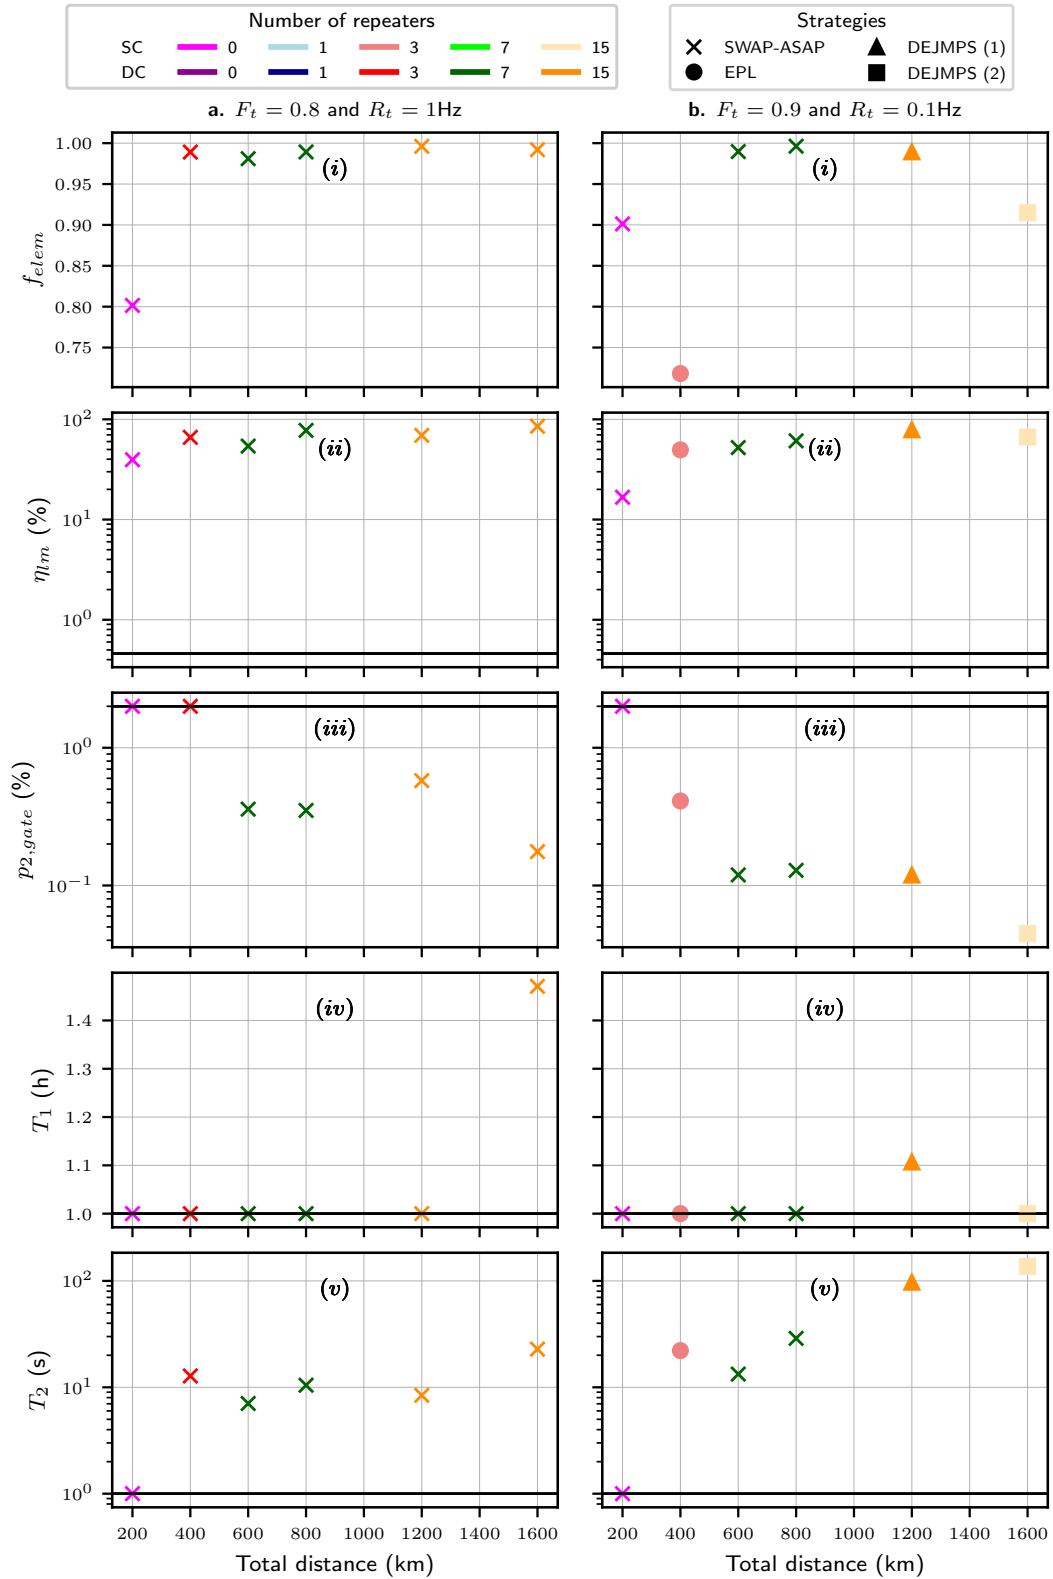 Number of repeaters
SC 0 1 3 7 15
DC 0 1 3 7 15
Strategies
SWAP-ASAP DEJMPS (1)
EPL DEJMPS (2)
a. F_t = 0.8 and R_t = 1Hz
b. F_t = 0.9 and R_t = 0.1Hz
f_elem
1.00
0.95
0.90
0.85
0.80
0.75
(i)
(i)
η_lm (%)
10^2
10^1
10^0
(ii)
(ii)
p_2,gate (%)
10^0
10^−1
(iii)
(iii)
T_1 (h)
1.4
1.3
1.2
1.1
1.0
(iv)
(iv)
T_2 (s)
10^2
10^1
10^0
(v)
(v)
200 400 600 800 1000 1200 1400 1600
200 400 600 800 1000 1200 1400 1600
Total distance (km)
Total distance (km)